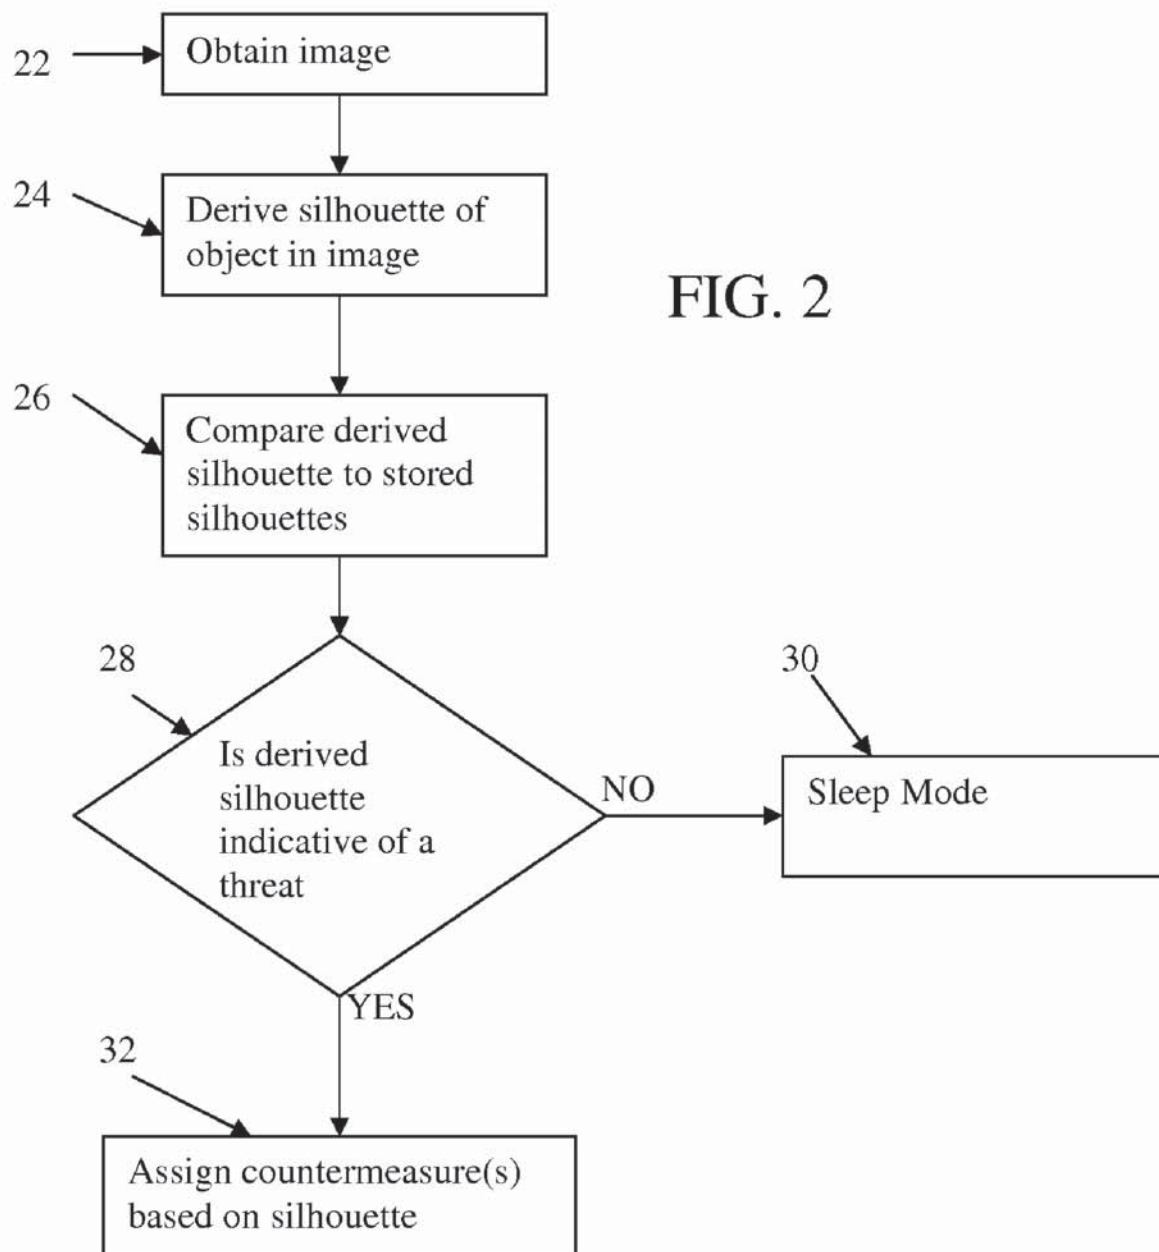 22
Obtain image
24
Derive silhouette of
object in image
FIG. 2
26
Compare derived
silhouette to stored
silhouettes
28
Is derived
silhouette
indicative of a
threat
NO
30
Sleep Mode
YES
32
Assign countermeasure(s)
based on silhouette